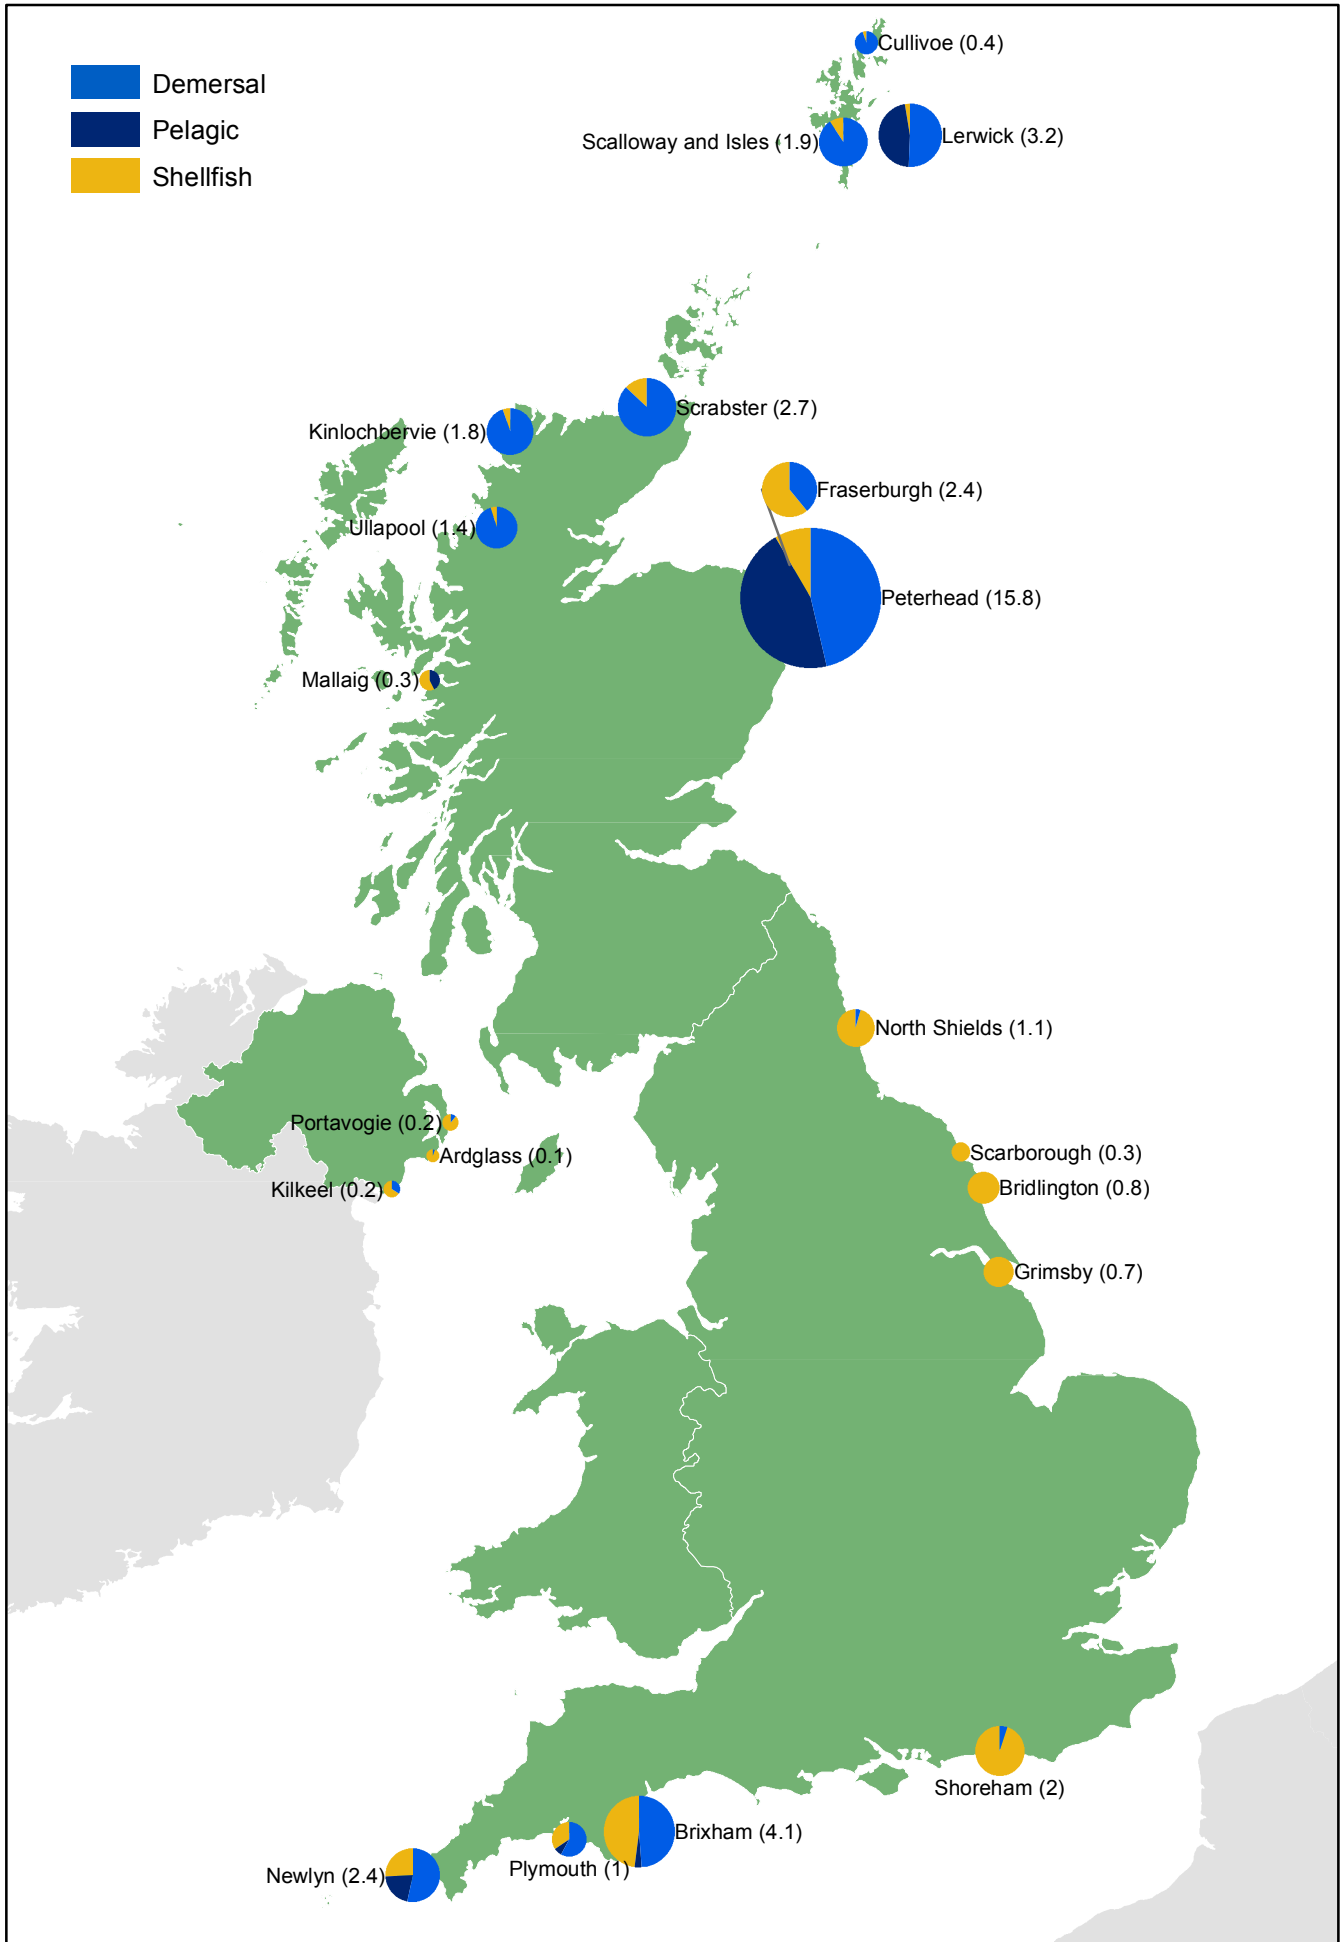 Demersal
Pelagic
Shellfish
Cullivoe (0.4)
Scalloway and Isles (1.9)
Lerwick (3.2)
Scrabster (2.7)
Kinlochbervie (1.8)
Fraserburgh (2.4)
Ullapool (1.4)
Peterhead (15.8)
Mallaig (0.3)
North Shields (1.1)
Portavogie (0.2)
Ardglass (0.1)
Scarborough (0.3)
Kilkeel (0.2)
Bridlington (0.8)
Grimsby (0.7)
Shoreham (2)
Brixham (4.1)
Plymouth (1)
Newlyn (2.4)